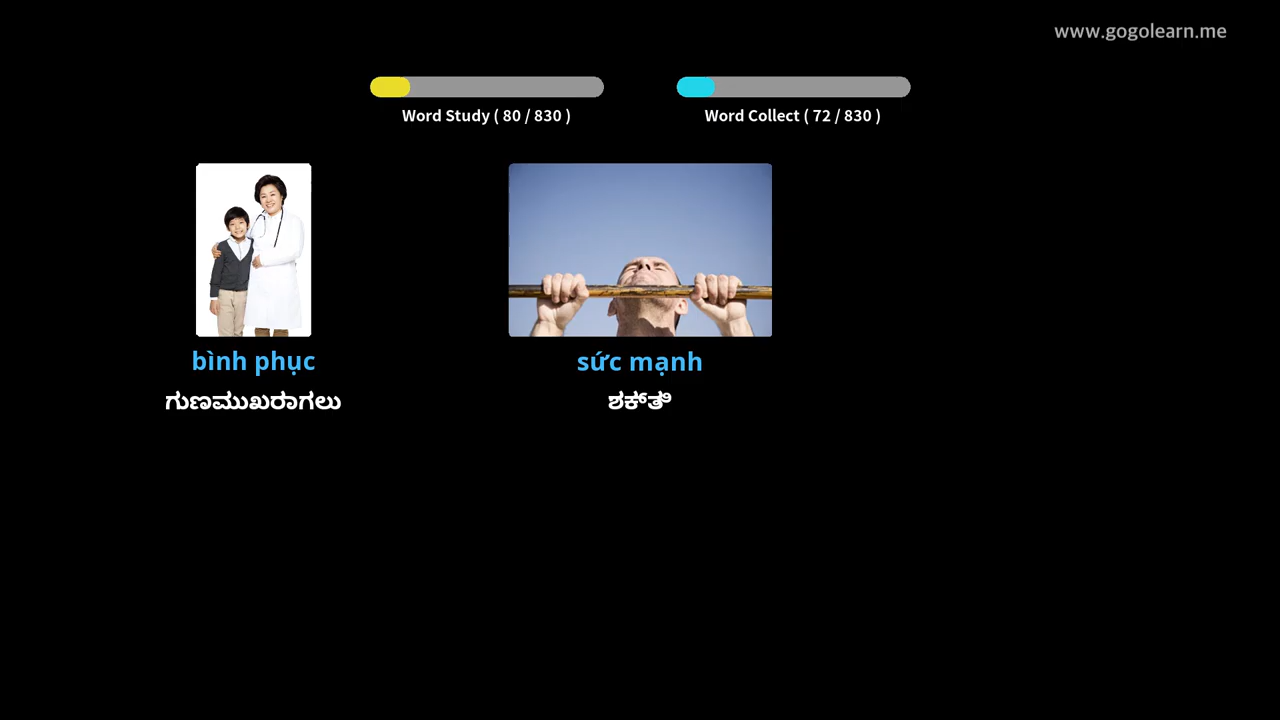 www.gogolearn.me
Word Study ( 80 / 830 )
Word Collect ( 72 / 830 )
bình phục
ಗುಣಮುಖರಾಗಲು
sức mạnh
ಶಕ್ತಿ